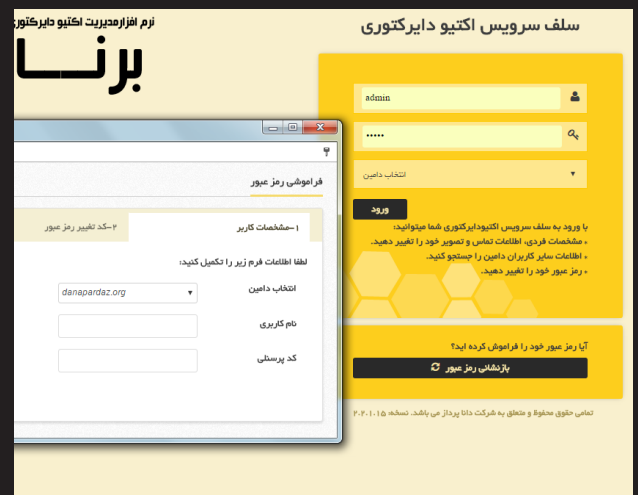 سلف سرویس اکتیو دایرکتوری
نرم افزارمدیریت اکتیو دایرکتوری
admin
•••••
انتخاب دامین
ورود
با ورود به سلف سرویس اکتیودایرکتوری شما میتوانید:
• مشخصات فردی، اطلاعات تماس و تصویر خود را تغییر دهید.
• اطلاعات سایر کاربران دامین را جستجو کنید.
• رمز عبور خود را تغییر دهید.
آیا رمز عبور خود را فراموش کرده اید؟
بازنشانی رمز عبور
تمامی حقوق محفوظ و متعلق به شرکت دانا پرداز می باشد. نسخه: ۲.۲.۱.۱۵
فراموشی رمز عبور
۱-مشخصات کاربر
۲-کد تغییر رمز عبور
لطفا اطلاعات فرم زیر را تکمیل کنید:
انتخاب دامین
danapardaz.org
نام کاربری
کد پرسنلی